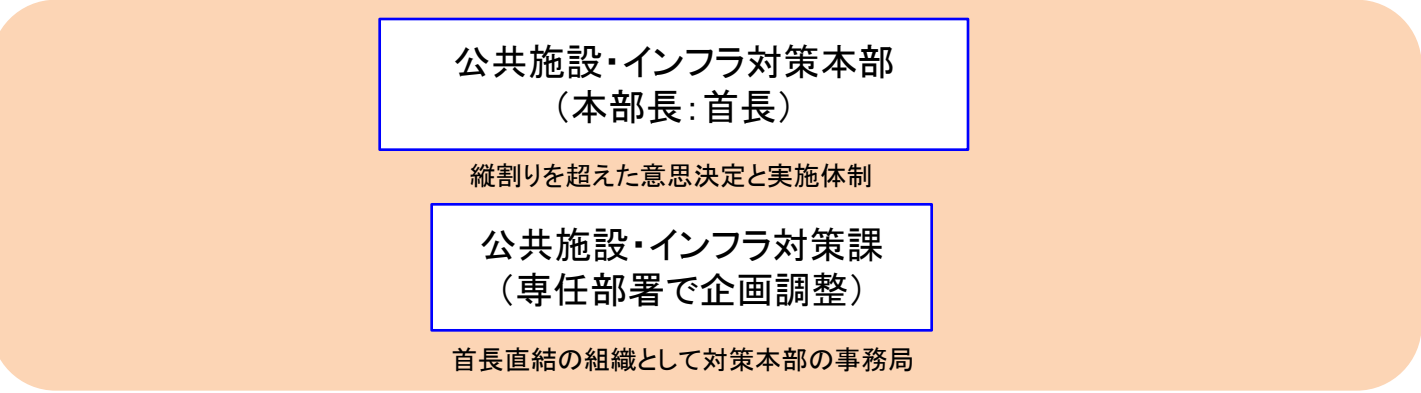 公共施設・インフラ対策本部
（本部長：首長）
縦割りを超えた意思決定と実施体制
公共施設・インフラ対策課
（専任部署で企画調整）
首長直結の組織として対策本部の事務局